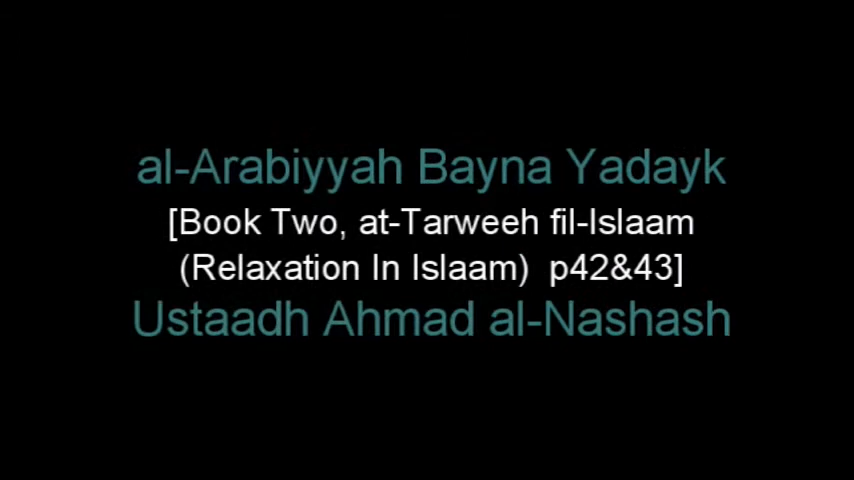 al-Arabiyyah Bayna Yadayk
[Book Two, at-Tarweeh fil-Islaam
(Relaxation In Islaam)  p42&43]
Ustaadh Ahmad al-Nashash